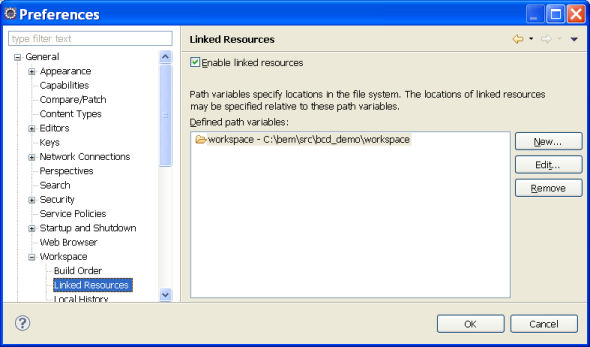 Preferences
type filter text
General
Appearance
Capabilities
Compare/Patch
Content Types
Editors
Keys
Network Connections
Perspectives
Search
Security
Service Policies
Startup and Shutdown
Web Browser
Workspace
Build Order
Linked Resources
Local History
Linked Resources
Enable linked resources
Path variables specify locations in the file system. The locations of linked resources
may be specified relative to these path variables.
Defined path variables:
workspace - C:\bem\src\bcd_demo\workspace
New...
Edit...
Remove
?
OK
Cancel